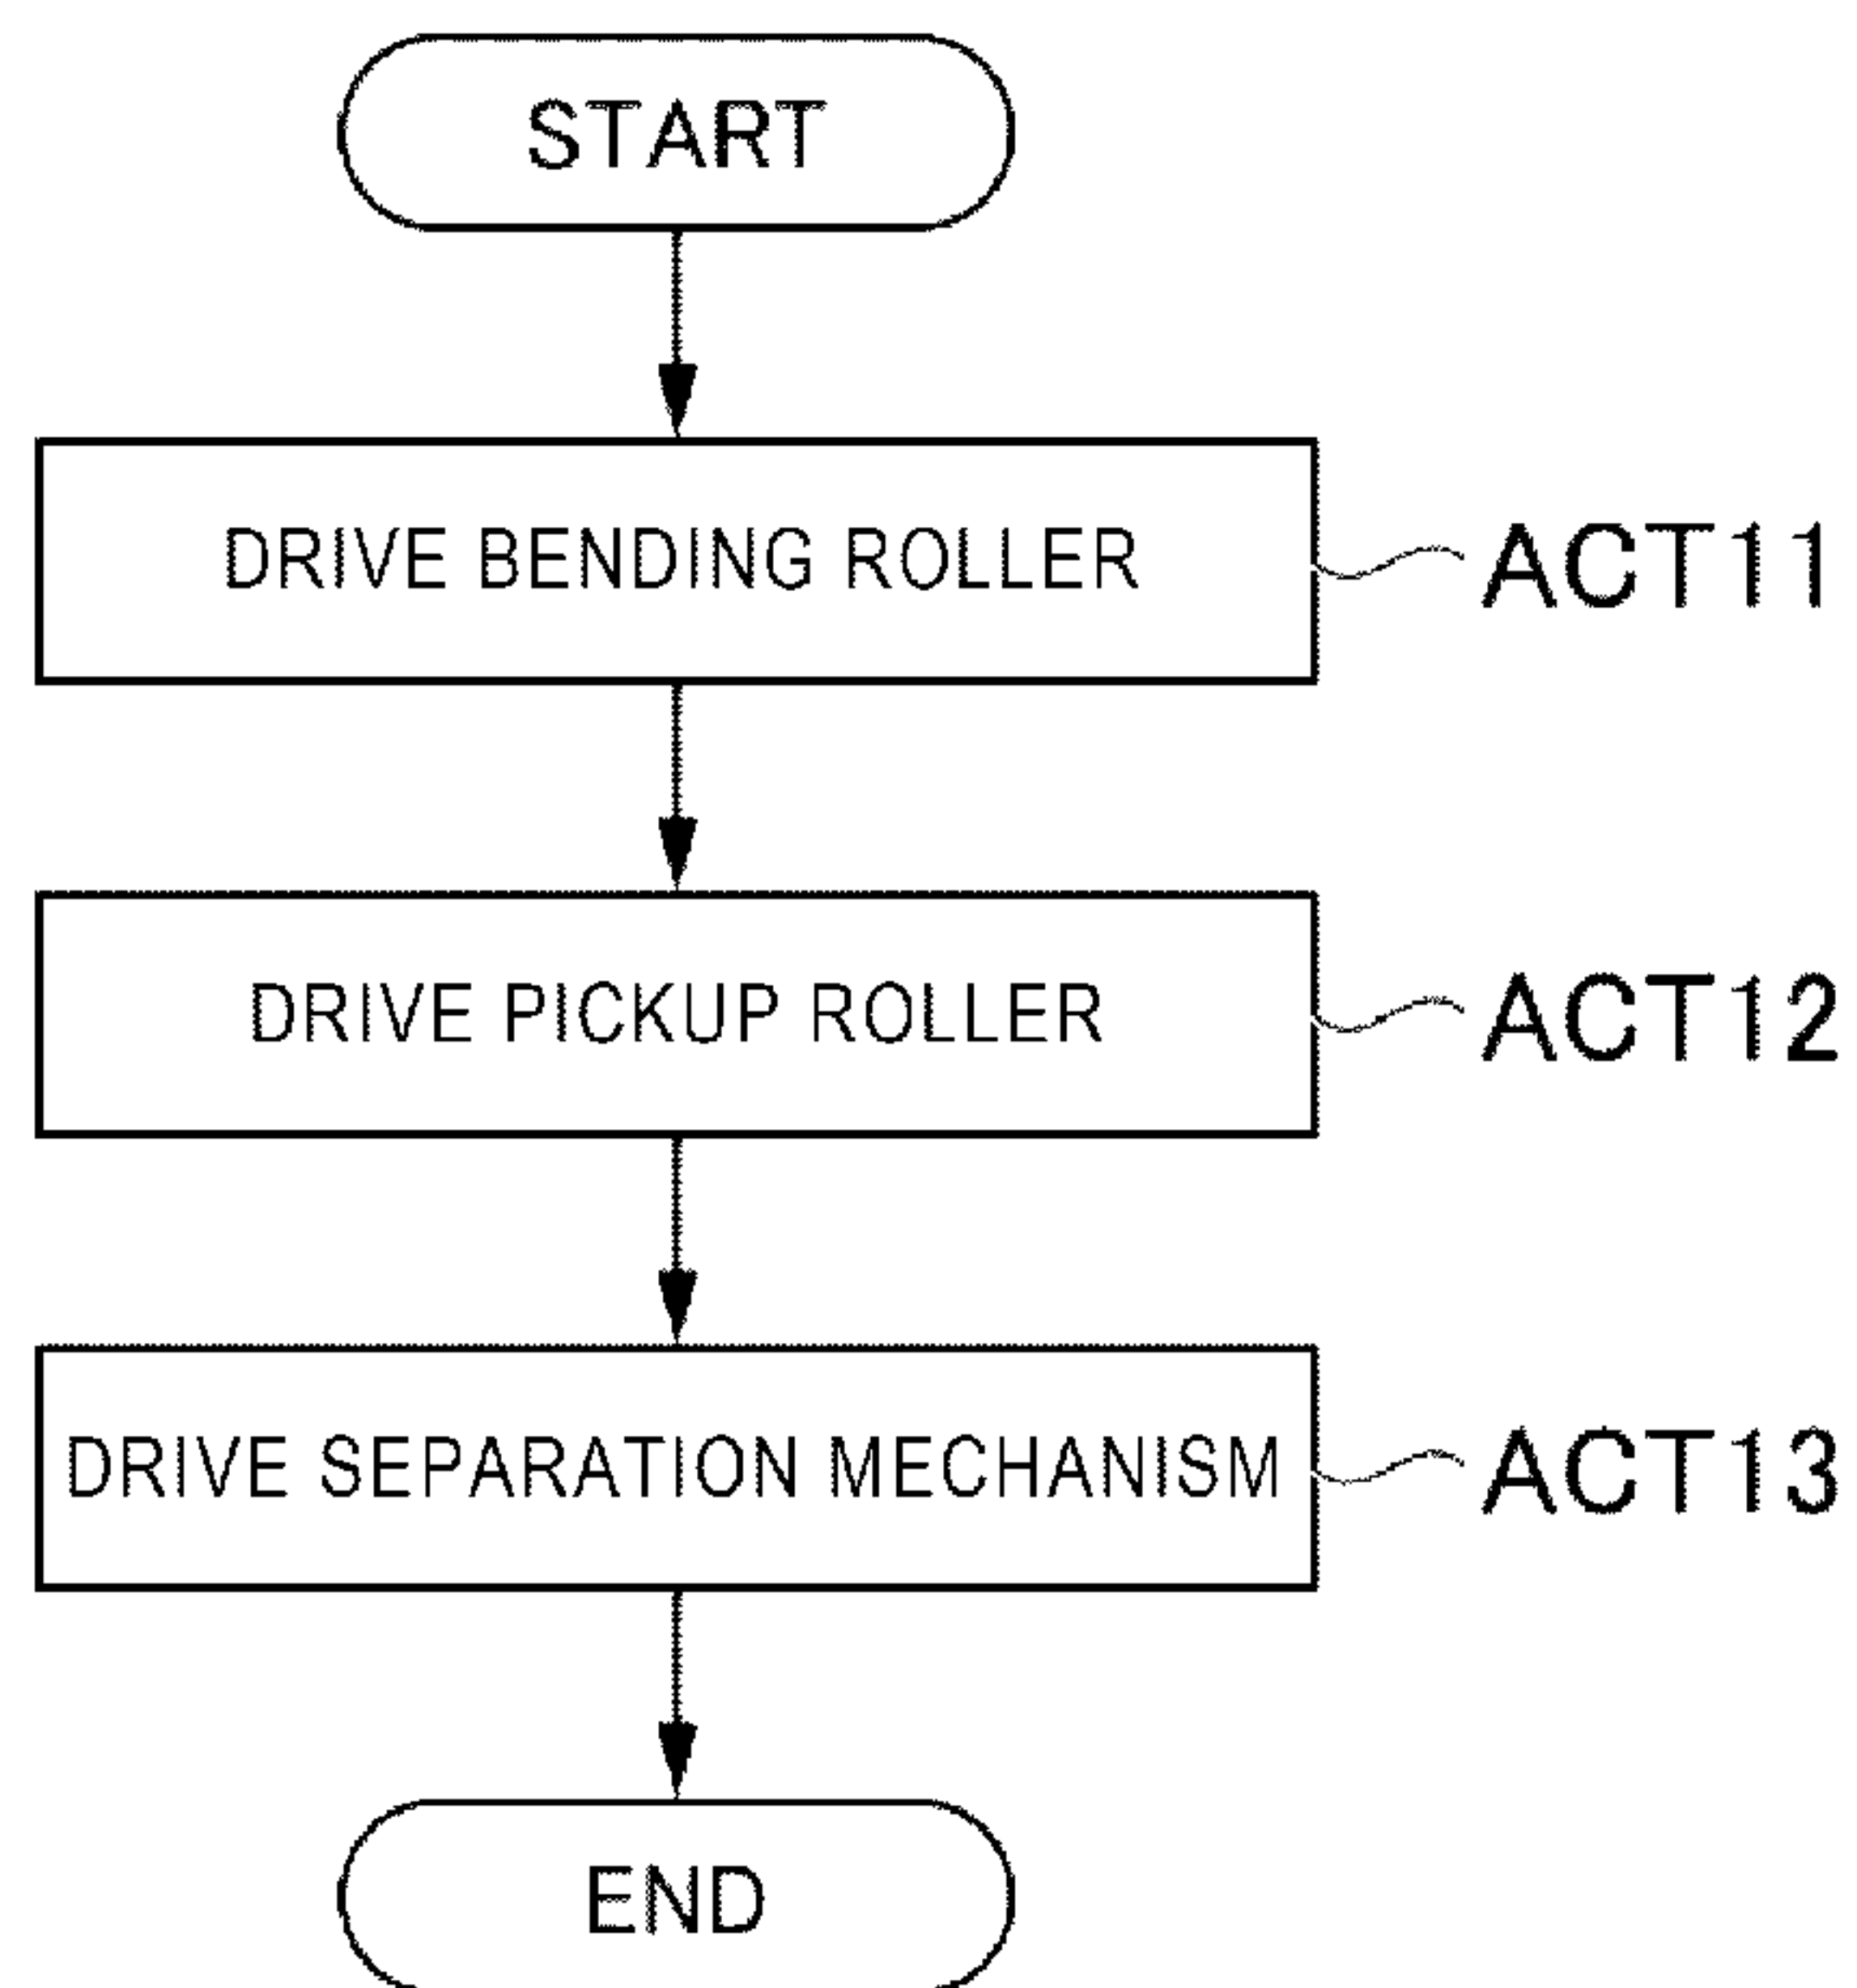 START
DRIVE BENDING ROLLER
ACT11
DRIVE PICKUP ROLLER
ACT12
DRIVE SEPARATION MECHANISM
ACT13
END